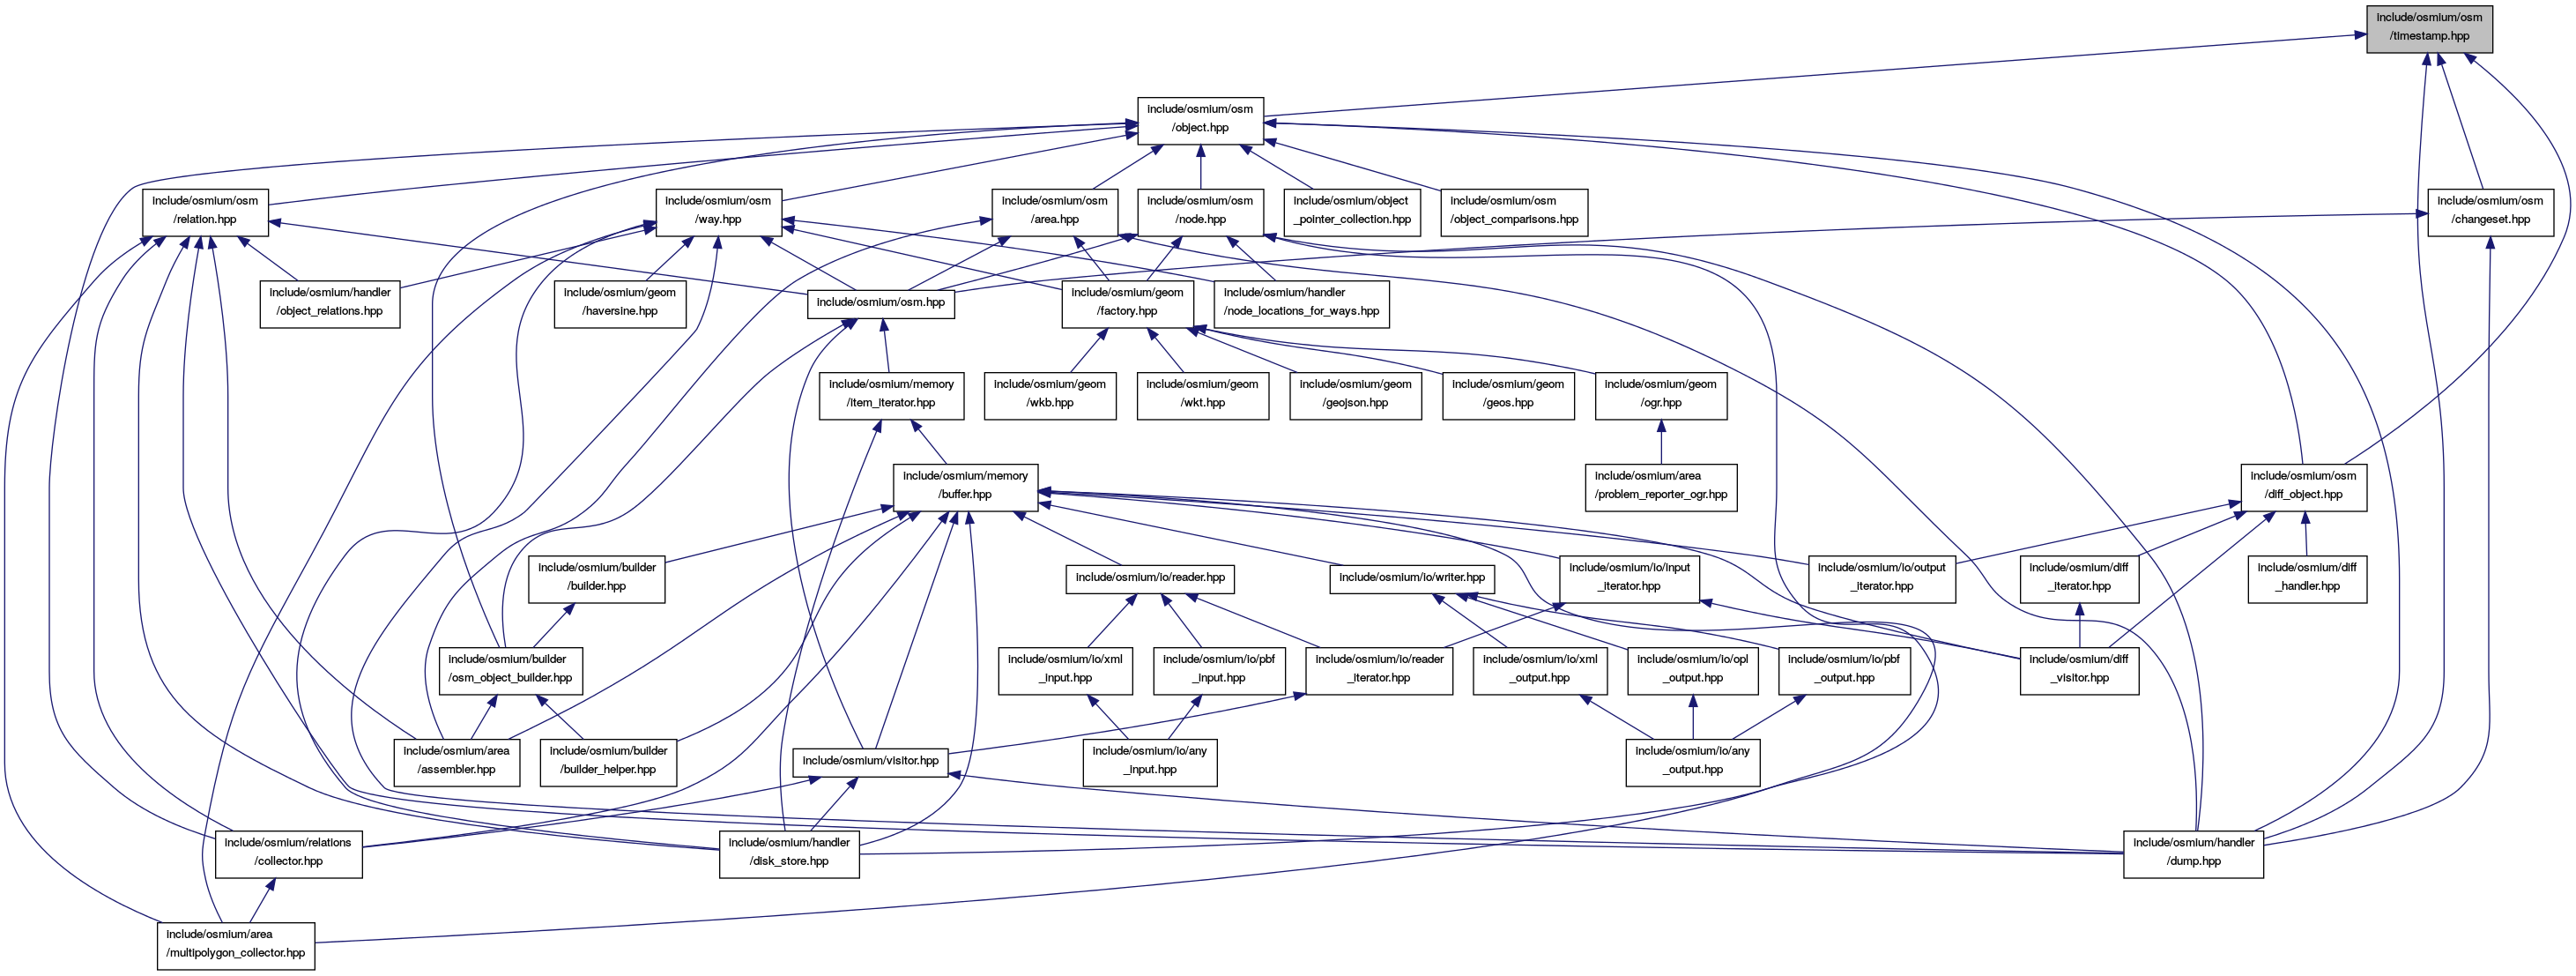 include/osmium/osm
/timestamp.hpp
include/osmium/osm
/object.hpp
include/osmium/osm
/relation.hpp
include/osmium/osm
/way.hpp
include/osmium/osm
/area.hpp
include/osmium/osm
/node.hpp
include/osmium/object
_pointer_collection.hpp
include/osmium/osm
/object_comparisons.hpp
include/osmium/osm
/changeset.hpp
include/osmium/handler
/object_relations.hpp
include/osmium/geom
/haversine.hpp
include/osmium/osm.hpp
include/osmium/geom
/factory.hpp
include/osmium/handler
/node_locations_for_ways.hpp
include/osmium/memory
/item_iterator.hpp
include/osmium/geom
/wkb.hpp
include/osmium/geom
/wkt.hpp
include/osmium/geom
/geojson.hpp
include/osmium/geom
/geos.hpp
include/osmium/geom
/ogr.hpp
include/osmium/memory
/buffer.hpp
include/osmium/area
/problem_reporter_ogr.hpp
include/osmium/osm
/diff_object.hpp
include/osmium/builder
/builder.hpp
include/osmium/io/reader.hpp
include/osmium/io/writer.hpp
include/osmium/io/input
_iterator.hpp
include/osmium/io/output
_iterator.hpp
include/osmium/diff
_iterator.hpp
include/osmium/diff
_handler.hpp
include/osmium/builder
/osm_object_builder.hpp
include/osmium/io/xml
_input.hpp
include/osmium/io/pbf
_input.hpp
include/osmium/io/reader
_iterator.hpp
include/osmium/io/xml
_output.hpp
include/osmium/io/opl
_output.hpp
include/osmium/io/pbf
_output.hpp
include/osmium/diff
_visitor.hpp
include/osmium/area
/assembler.hpp
include/osmium/builder
/builder_helper.hpp
include/osmium/visitor.hpp
include/osmium/io/any
_input.hpp
include/osmium/io/any
_output.hpp
include/osmium/relations
/collector.hpp
include/osmium/handler
/disk_store.hpp
include/osmium/handler
/dump.hpp
include/osmium/area
/multipolygon_collector.hpp